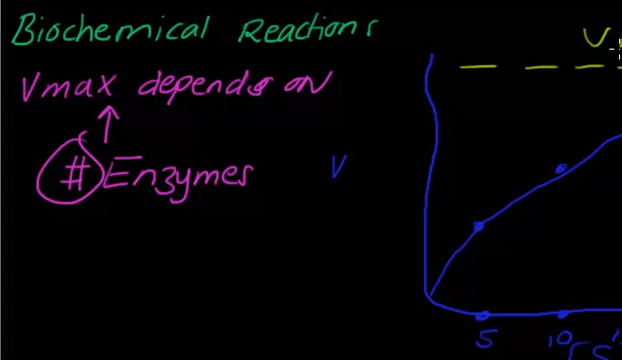 Biochemical Reactions
Vmax depends on
# Enzymes
V
V
5 10
[S